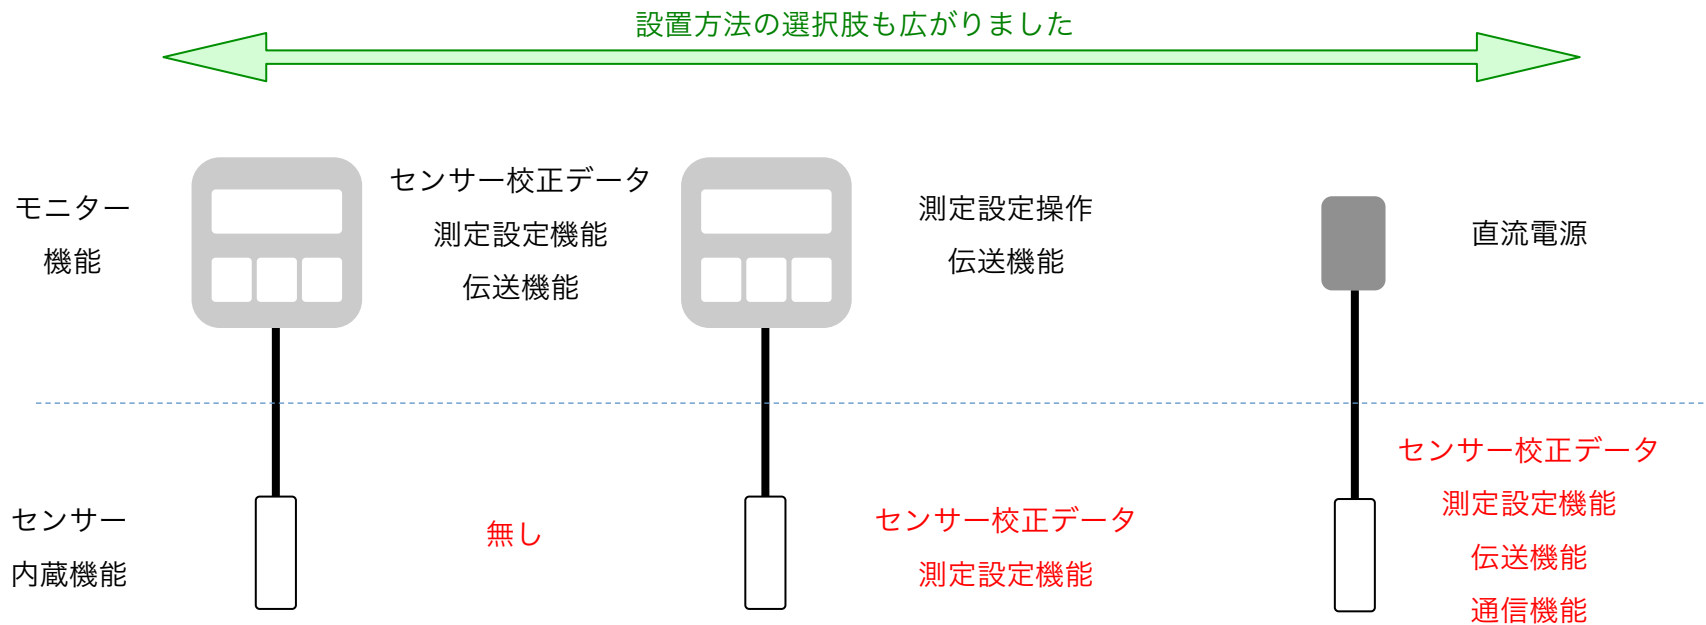 設置方法の選択肢も広がりました
モニター
機能
センサー校正データ
測定設定機能
伝送機能
測定設定操作
伝送機能
直流電源
センサー
内蔵機能
無し
センサー校正データ
測定設定機能
センサー校正データ
測定設定機能
伝送機能
通信機能